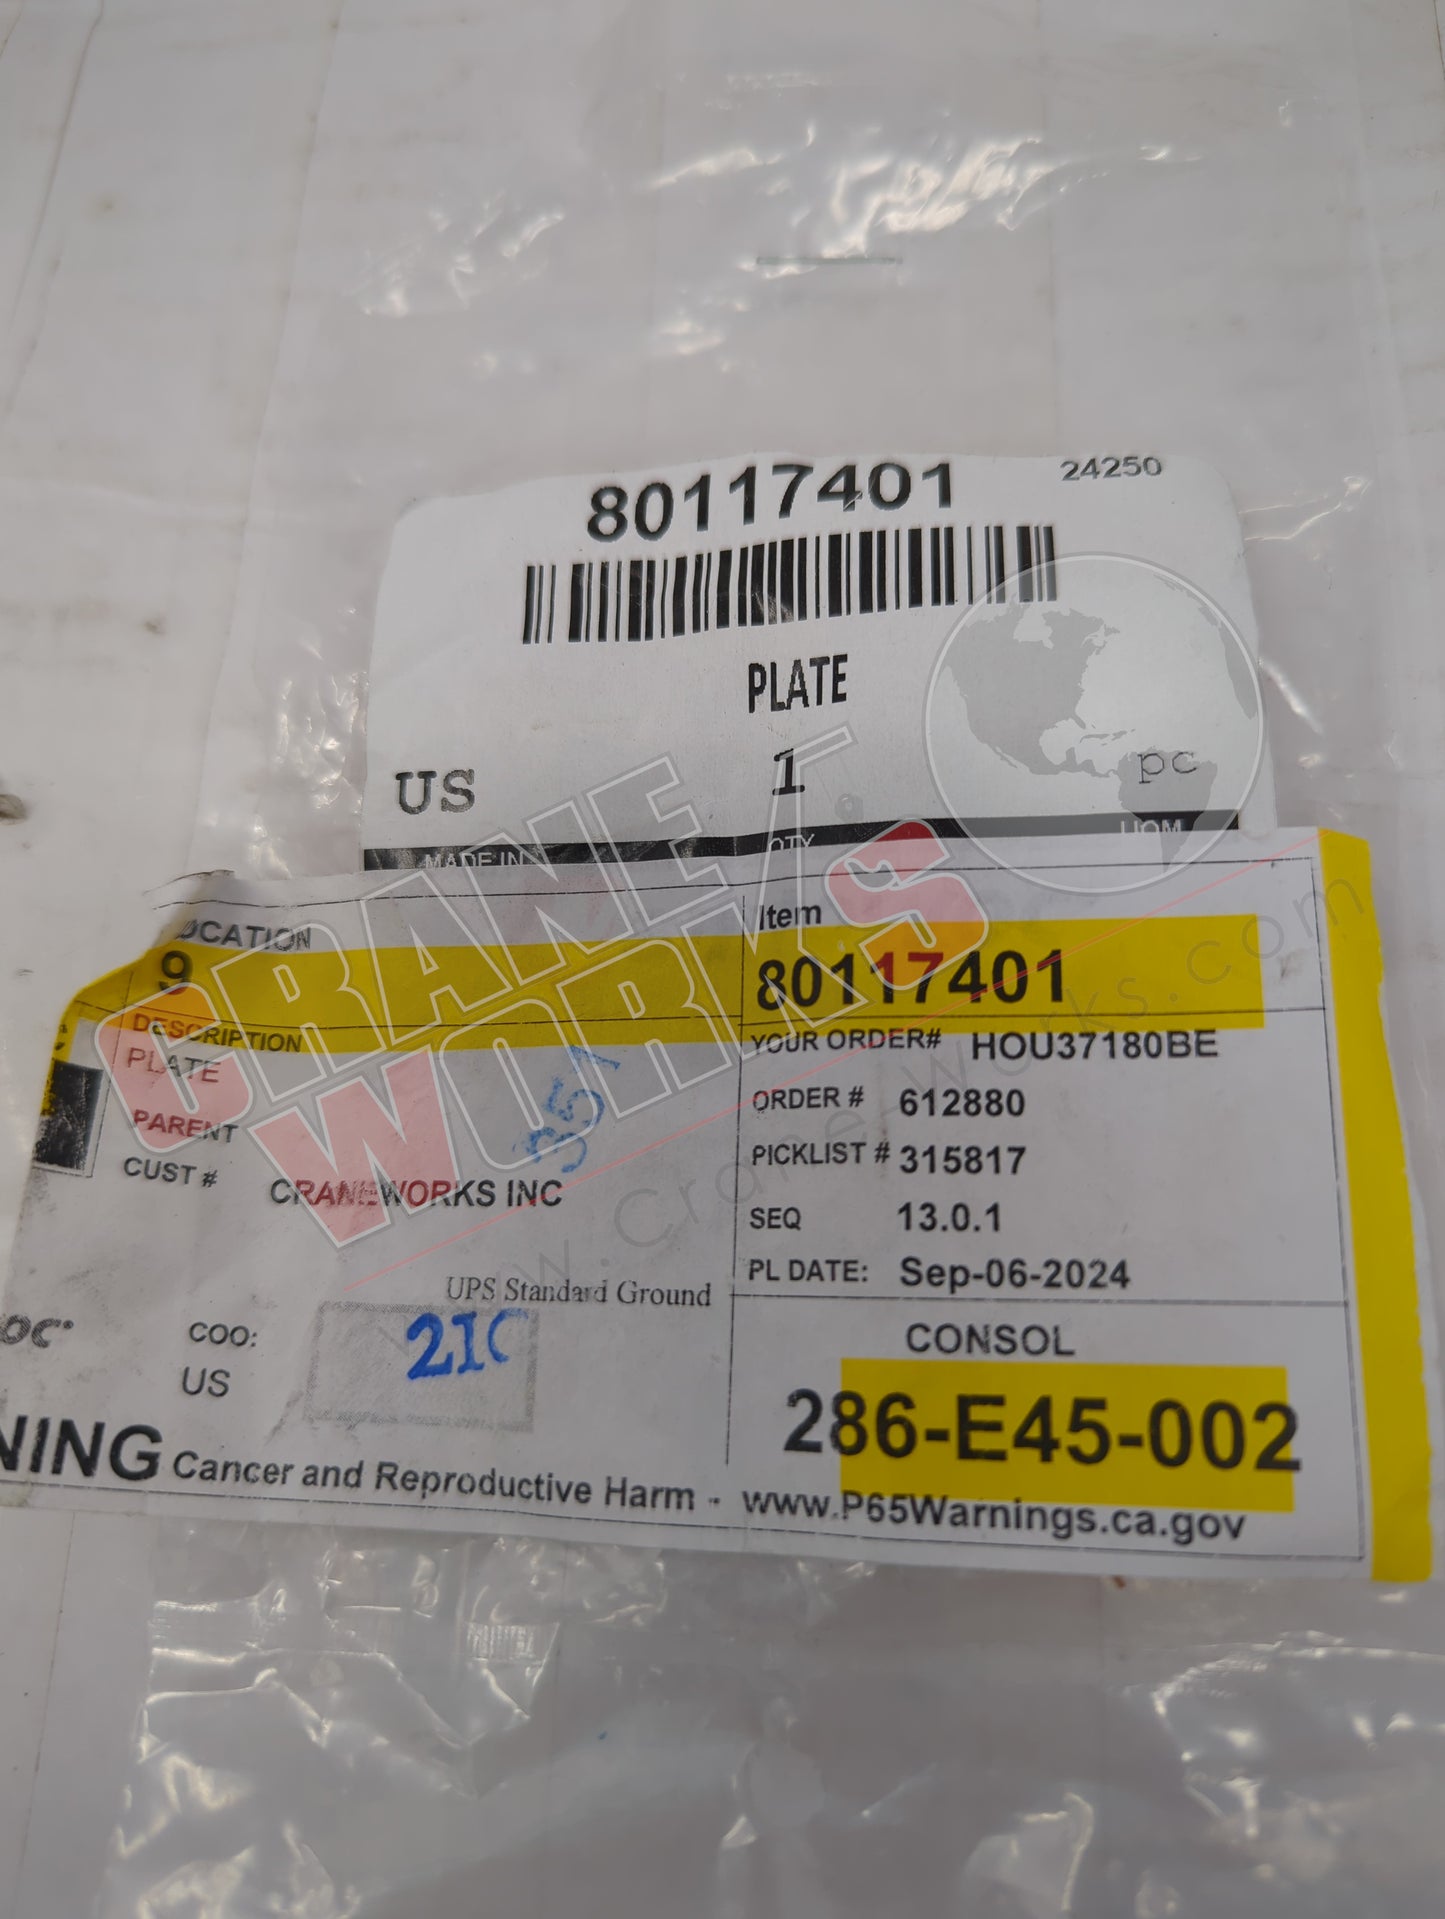 80117401
24250
PLATE
US 1 pc
MADE IN QTY UOM
OCATION
9
DESCRIPTION
PLATE
PARENT
CUST # CRANEWORKS INC
351
UPS Standard Ground
COO:
US
Item
80117401
YOUR ORDER# HOU37180BE
ORDER # 612880
PICKLIST # 315817
SEQ 13.0.1
PL DATE: Sep-06-2024
CONSOL
286-E45-002
NING Cancer and Reproductive Harm - www.P65Warnings.ca.gov
CRANE WORKS
www.CraneWorks.com